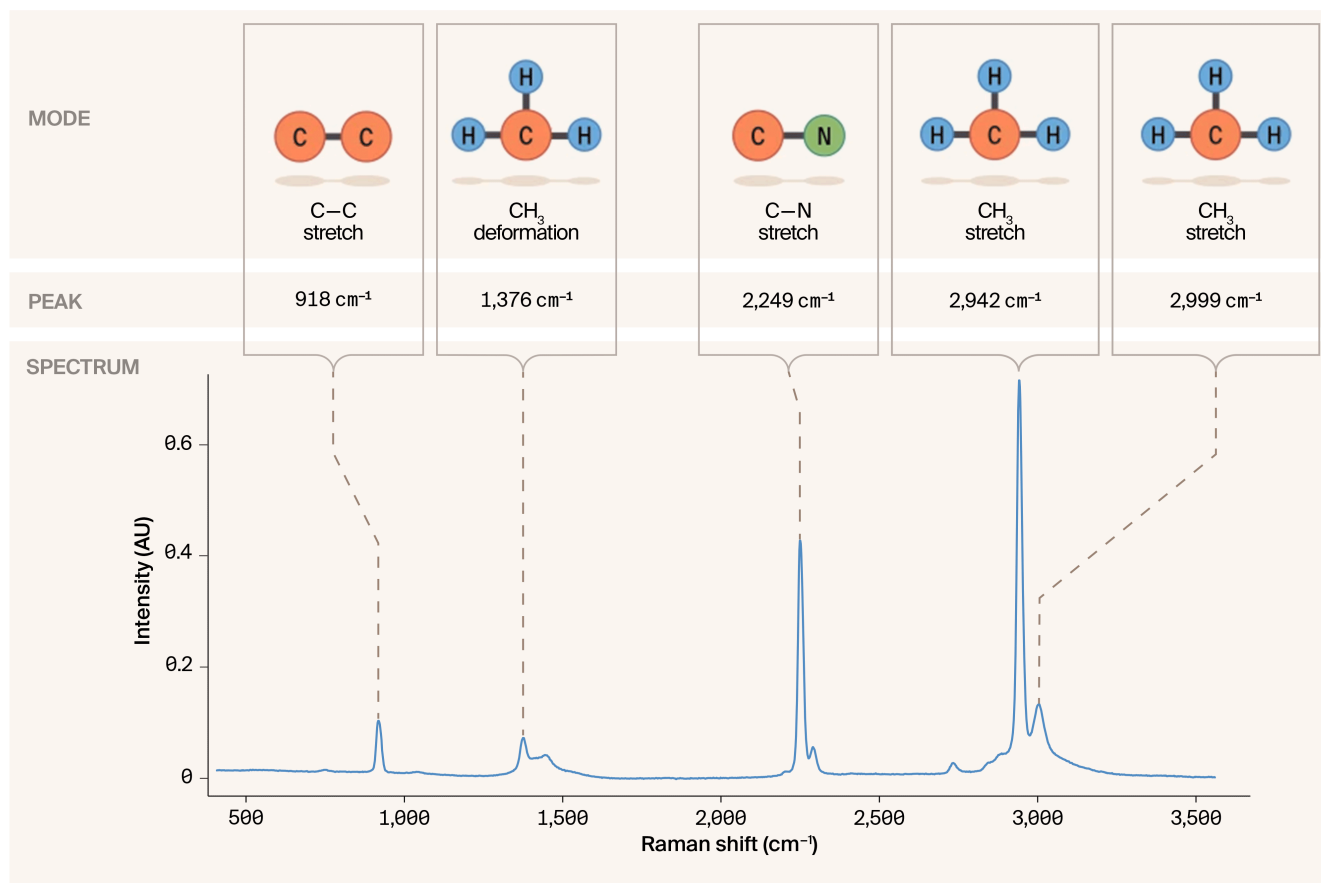 MODE
C C
H
H C H
C N
H
H C H
H
H C H
C–C
stretch
CH₃
deformation
C–N
stretch
CH₃
stretch
CH₃
stretch
PEAK
918 cm⁻¹
1,376 cm⁻¹
2,249 cm⁻¹
2,942 cm⁻¹
2,999 cm⁻¹
SPECTRUM
Intensity (AU)
0.6
0.4
0.2
0
500
1,000
1,500
2,000
2,500
3,000
3,500
Raman shift (cm⁻¹)